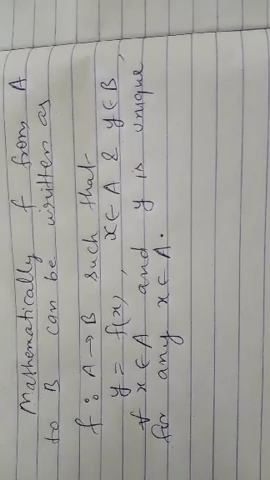 Mathematically f from A
to B can be written as
f : A → B such that
y = f(x), x ∈ A & y ∈ B,
∀ x ∈ A and y is unique
for any x ∈ A.